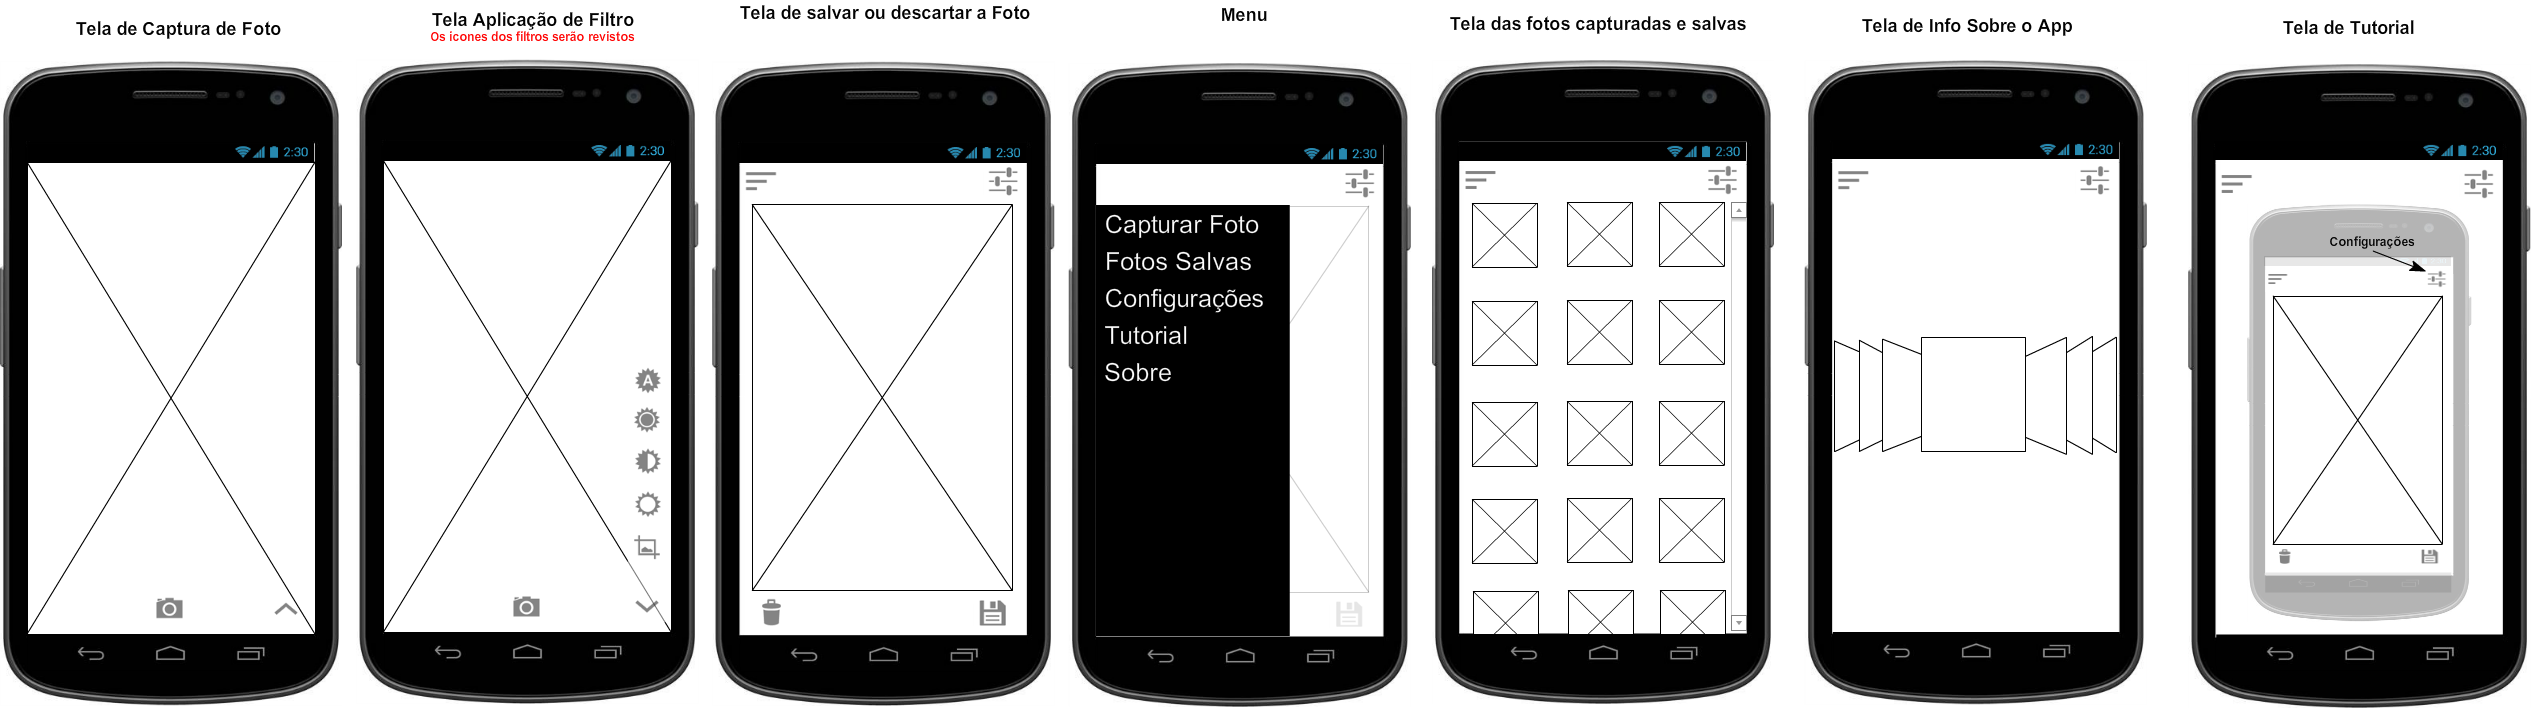 Tela de Captura de Foto
2:30
Tela Aplicação de Filtro
Os icones dos filtros serão revistos
2:30
A
Tela de salvar ou descartar a Foto
2:30
Menu
2:30
Capturar Foto
Fotos Salvas
Configurações
Tutorial
Sobre
Tela das fotos capturadas e salvas
2:30
Tela de Info Sobre o App
2:30
Tela de Tutorial
2:30
Configurações